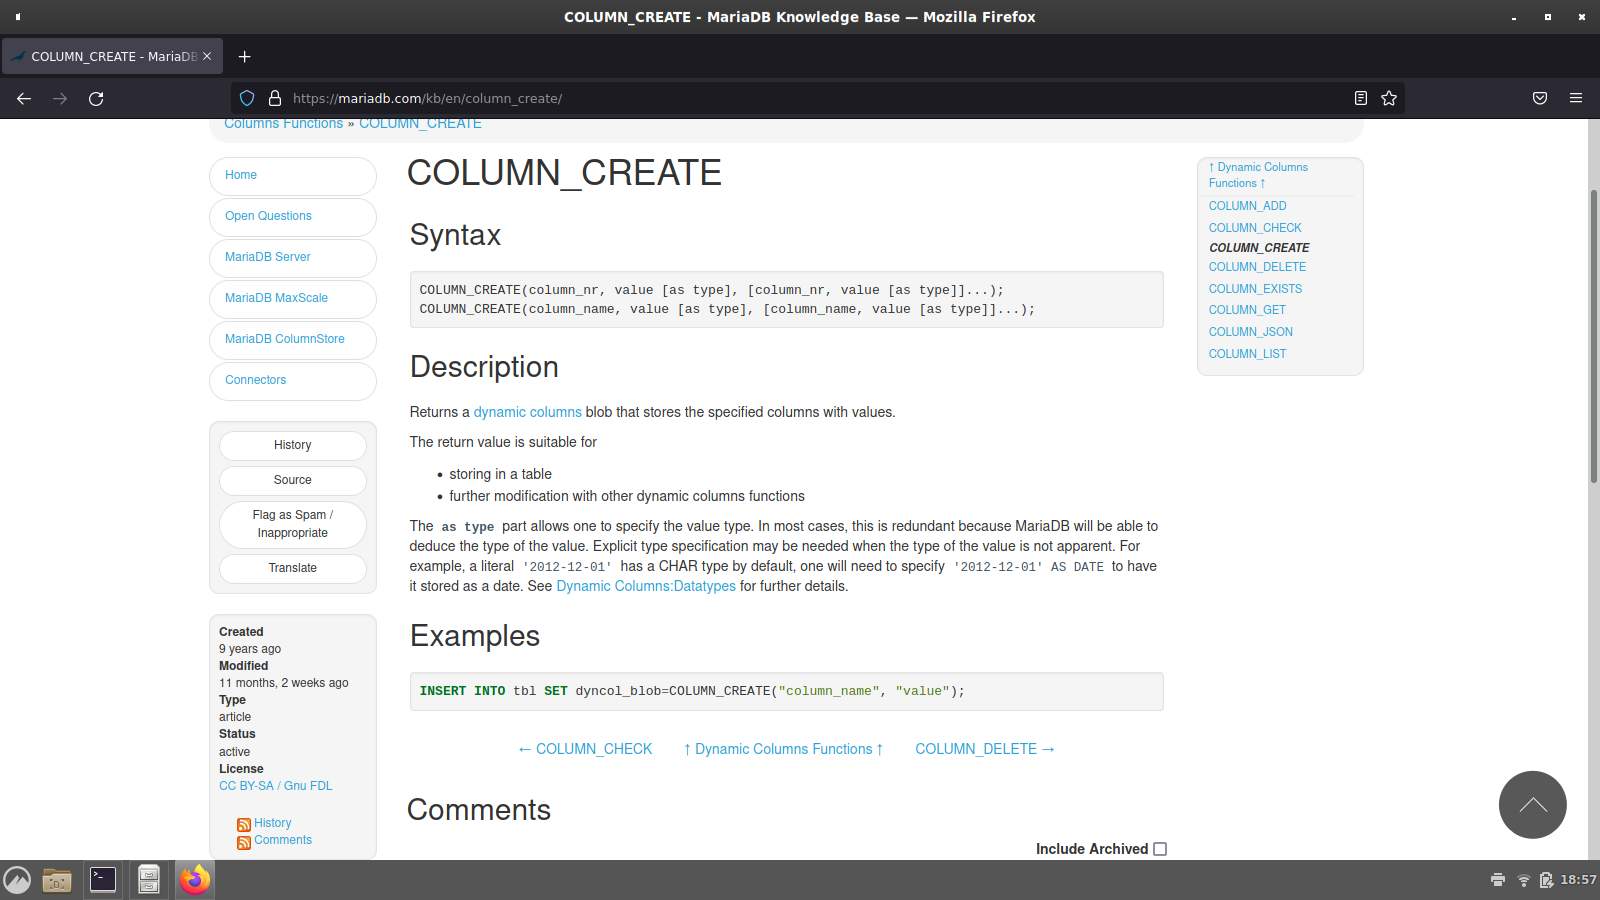 COLUMN_CREATE - MariaDB Knowledge Base — Mozilla Firefox
COLUMN_CREATE - MariaDB
https://mariadb.com/kb/en/column_create/
Columns Functions » COLUMN_CREATE
Home
Open Questions
MariaDB Server
MariaDB MaxScale
MariaDB ColumnStore
Connectors
History
Source
Flag as Spam /
Inappropriate
Translate
Created
9 years ago
Modified
11 months, 2 weeks ago
Type
article
Status
active
License
CC BY-SA / Gnu FDL
History
Comments
COLUMN_CREATE
Syntax
COLUMN_CREATE(column_nr, value [as type], [column_nr, value [as type]]...);
COLUMN_CREATE(column_name, value [as type], [column_name, value [as type]]...);
Description
Returns a dynamic columns blob that stores the specified columns with values.
The return value is suitable for
• storing in a table
• further modification with other dynamic columns functions
The as type part allows one to specify the value type. In most cases, this is redundant because MariaDB will be able to
deduce the type of the value. Explicit type specification may be needed when the type of the value is not apparent. For
example, a literal '2012-12-01' has a CHAR type by default, one will need to specify '2012-12-01' AS DATE to have
it stored as a date. See Dynamic Columns:Datatypes for further details.
Examples
INSERT INTO tbl SET dyncol_blob=COLUMN_CREATE("column_name", "value");
← COLUMN_CHECK ↑ Dynamic Columns Functions ↑ COLUMN_DELETE →
Comments
Include Archived
↑ Dynamic Columns
Functions ↑
COLUMN_ADD
COLUMN_CHECK
COLUMN_CREATE
COLUMN_DELETE
COLUMN_EXISTS
COLUMN_GET
COLUMN_JSON
COLUMN_LIST
18:57